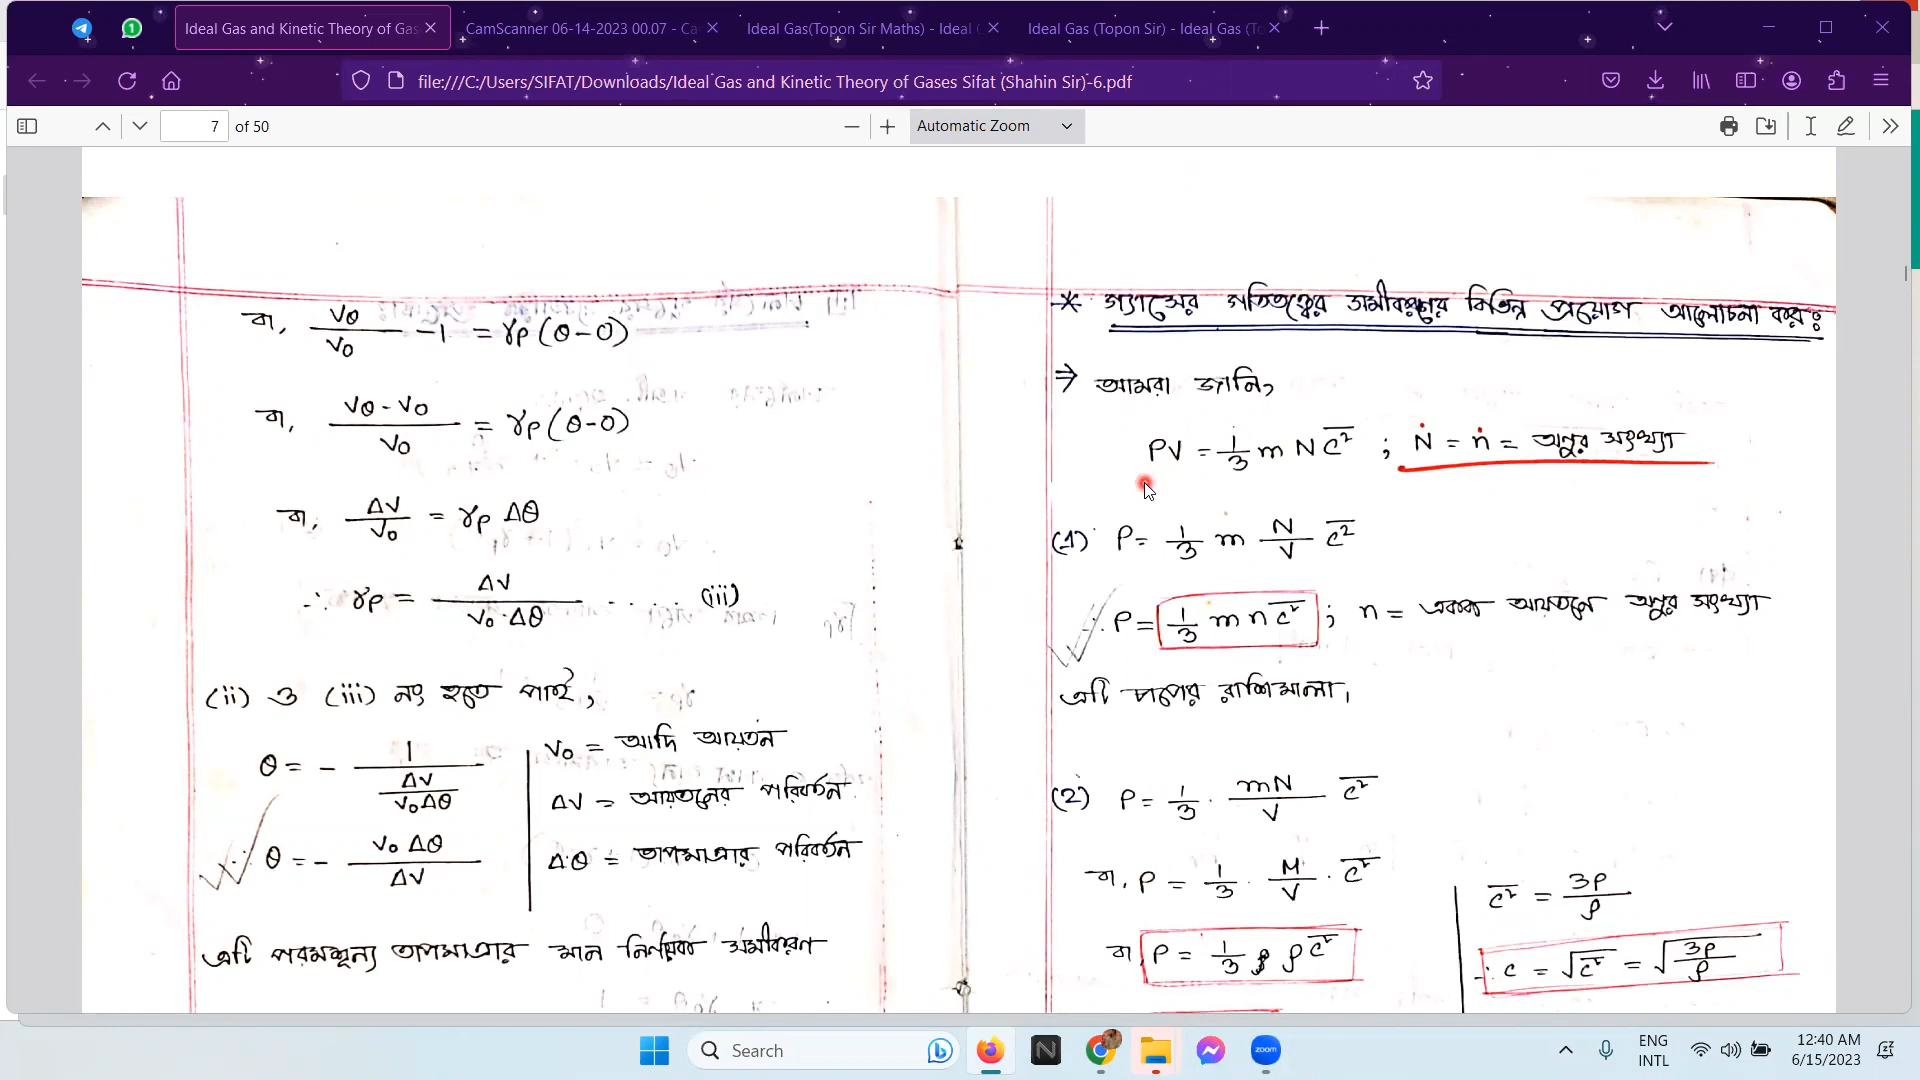 Ideal Gas and Kinetic Theory of Gas
CamScanner 06-14-2023 00.07 - Ca
Ideal Gas(Topon Sir Maths) - Ideal (
Ideal Gas (Topon Sir) - Ideal Gas (To
file:///C:/Users/SIFAT/Downloads/Ideal Gas and Kinetic Theory of Gases Sifat (Shahin Sir)-6.pdf
7 of 50
Automatic Zoom
বা, Vθ/V₀ - 1 = γₚ(θ-0)
বা, (Vθ - V₀)/V₀ = γₚ(θ-0)
বা, ΔV/V₀ = γₚ Δθ
∴ γₚ = ΔV/(V₀·Δθ) ..... (iii)
(ii) ও (iii) নং হতে পাই,
θ = - 1/(ΔV/(V₀Δθ))
∴ θ = - V₀ Δθ/ΔV
V₀ = আদি আয়তন
ΔV = আয়তনের পরিবর্তন
Δθ = তাপমাত্রার পরিবর্তন
এটি পরমশূন্য তাপমাত্রার মান নির্ণায়ক সমীকরণ
* গ্যাসের গতিতত্ত্বের সমীকরণের বিভিন্ন প্রয়োগ আলোচনা কর:
⇒ আমরা জানি,
PV = 1/3 m N c̅²̅ ; N = n = অনুর সংখ্যা
(1) P = 1/3 m N/V c̅²̅
∴ P = 1/3 m n c̅²̅ ; n = একক আয়তনে অনুর সংখ্যা
এটি চাপের রাশিমালা।
(2) P = 1/3 · mN/V c̅²̅
বা, P = 1/3 · M/V · c̅²̅
বা, P = 1/3 ρ c̅²̅
c̅²̅ = 3P/ρ
∴ c = √c̅²̅ = √(3P/ρ)
Search
zoom
ENG
INTL
12:40 AM
6/15/2023